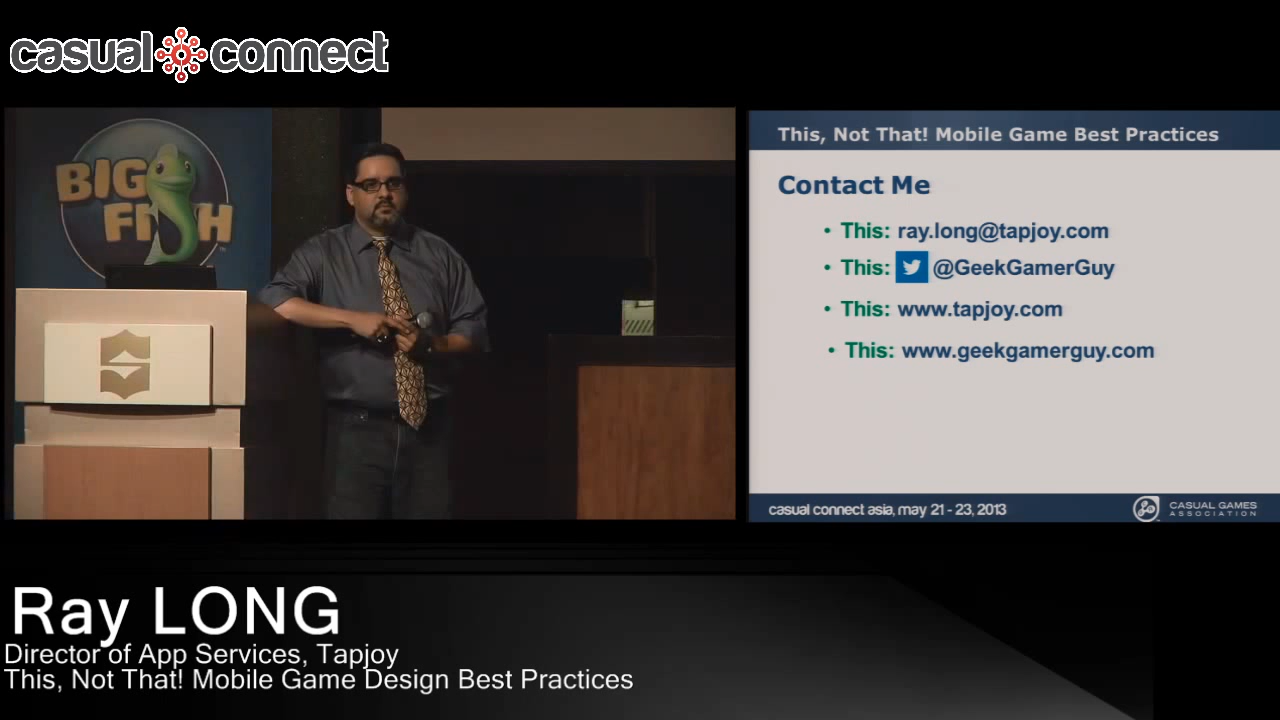 casual connect
BIG
FISH
This, Not That! Mobile Game Best Practices
Contact Me
• This: ray.long@tapjoy.com
• This: @GeekGamerGuy
• This: www.tapjoy.com
• This: www.geekgamerguy.com
casual connect asia, may 21 - 23, 2013
CASUAL GAMES
ASSOCIATION
Ray LONG
Director of App Services, Tapjoy
This, Not That! Mobile Game Design Best Practices